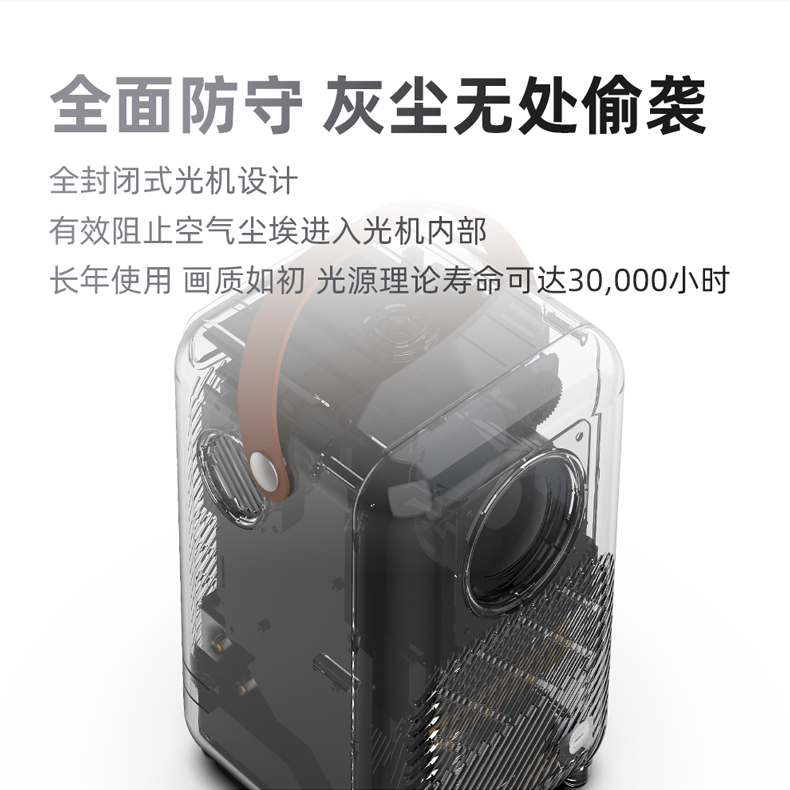 全面防守 灰尘无处偷袭
全封闭式光机设计
有效阻止空气尘埃进入光机内部
长年使用 画质如初 光源理论寿命可达30,000小时